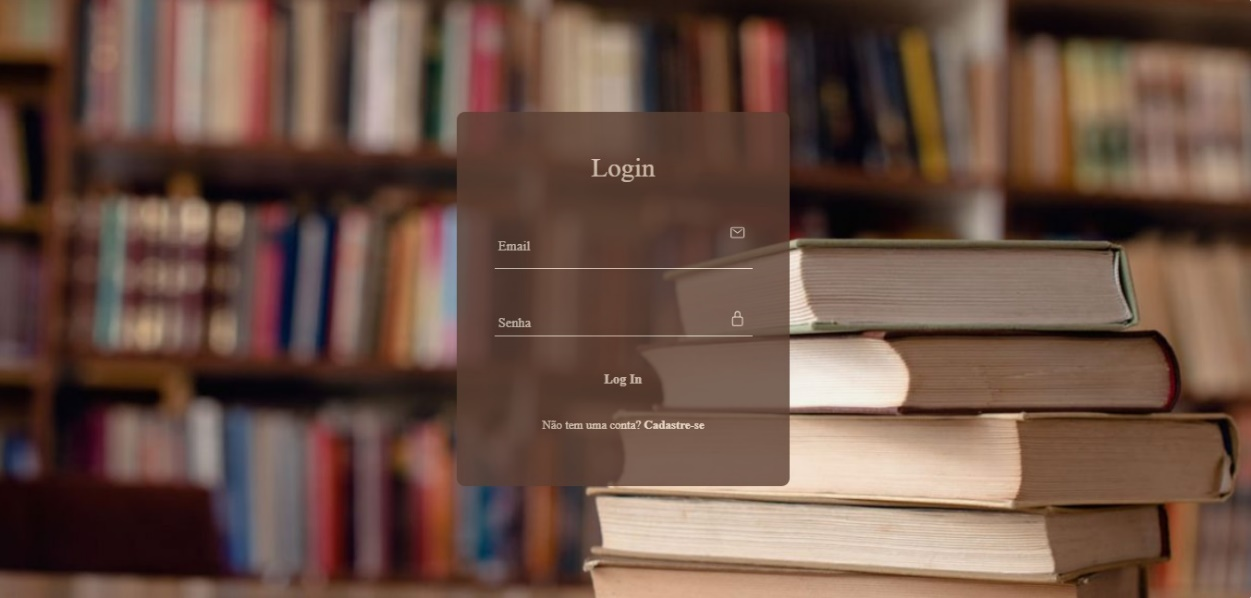 Login
Email
Senha
Log In
Não tem uma conta? Cadastre-se